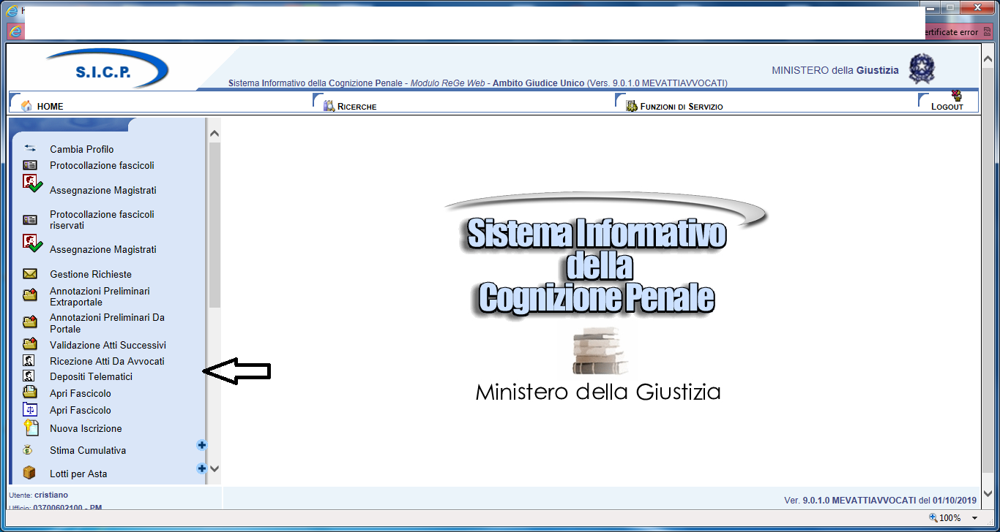 ertificate error
S.I.C.P.
MINISTERO della Giustizia
Sistema Informativo della Cognizione Penale - Modulo ReGe Web - Ambito Giudice Unico (Vers. 9.0.1.0 MEVATTIAVVOCATI)
HOME
RICERCHE
FUNZIONI DI SERVIZIO
LOGOUT
Cambia Profilo
Protocollazione fascicoli
Assegnazione Magistrati
Protocollazione fascicoli
riservati
Assegnazione Magistrati
Gestione Richieste
Annotazioni Preliminari
Extraportale
Annotazioni Preliminari Da
Portale
Validazione Atti Successivi
Ricezione Atti Da Avvocati
Depositi Telematici
Apri Fascicolo
Apri Fascicolo
Nuova Iscrizione
Stima Cumulativa
Lotti per Asta
Sistema Informativo
della
Cognizione Penale
Ministero della Giustizia
Utente: cristiano
Ufficio: 03700602100 - PM
Ver. 9.0.1.0 MEVATTIAVVOCATI del 01/10/2019
100%